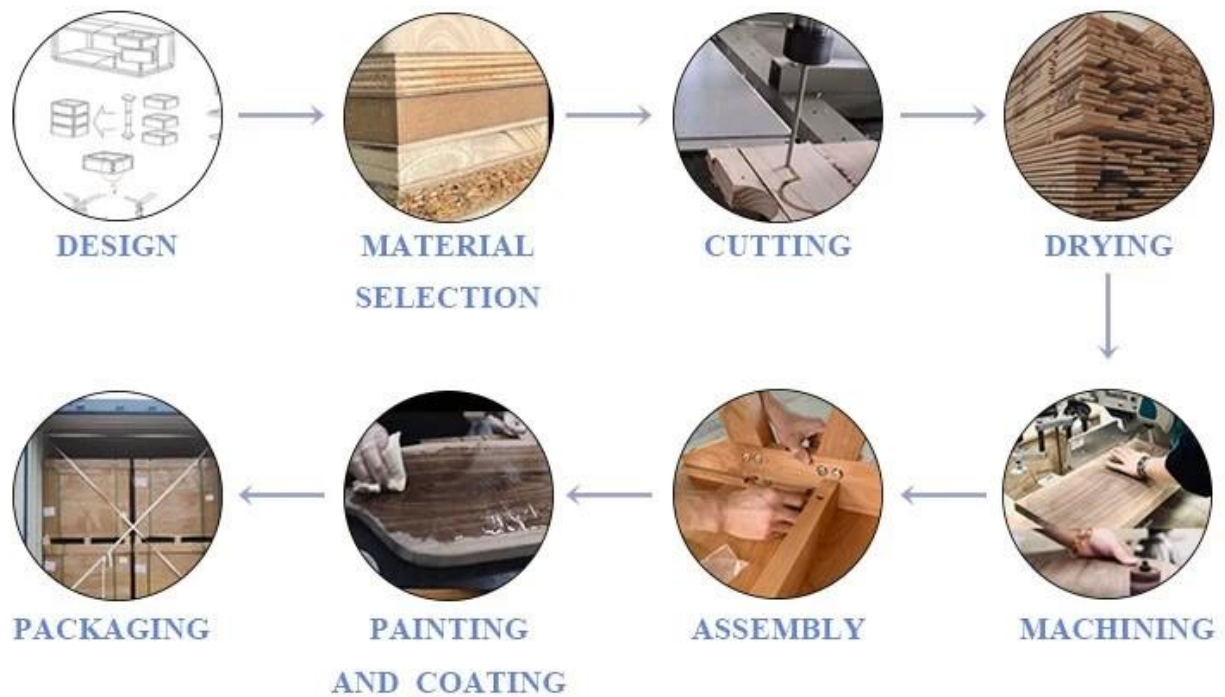 DESIGN
MATERIAL
SELECTION
CUTTING
DRYING
MACHINING
ASSEMBLY
PAINTING
AND COATING
PACKAGING